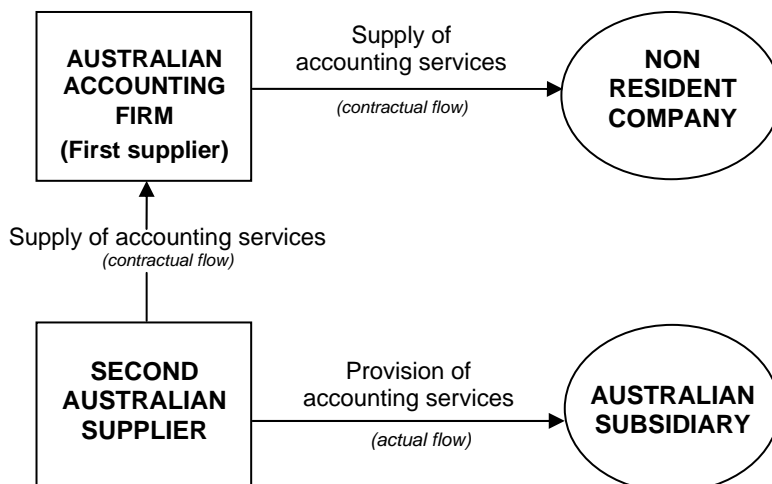 AUSTRALIAN
ACCOUNTING
FIRM
(First supplier)
Supply of
accounting services
(contractual flow)
NON
RESIDENT
COMPANY
Supply of accounting services
(contractual flow)
SECOND
AUSTRALIAN
SUPPLIER
Provision of
accounting services
(actual flow)
AUSTRALIAN
SUBSIDIARY